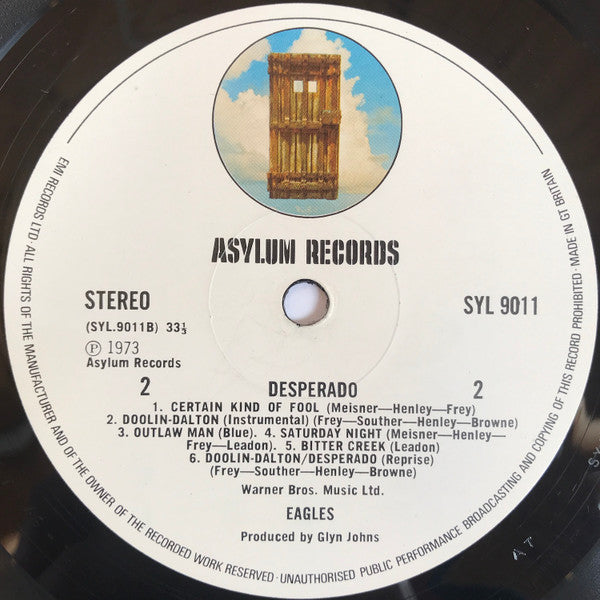 ASYLUM RECORDS
STEREO
SYL 9011
(SYL.9011B) 33⅓
℗ 1973
Asylum Records
2 DESPERADO 2
1. CERTAIN KIND OF FOOL (Meisner—Henley—Frey)
2. DOOLIN-DALTON (Instrumental) (Frey—Souther—Henley—Browne)
3. OUTLAW MAN (Blue). 4. SATURDAY NIGHT (Meisner—Henley—
Frey—Leadon). 5. BITTER CREEK (Leadon)
6. DOOLIN-DALTON/DESPERADO (Reprise)
(Frey—Souther—Henley—Browne)
Warner Bros. Music Ltd.
EAGLES
Produced by Glyn Johns
EMI RECORDS LTD · ALL RIGHTS OF THE MANUFACTURER AND OF THE OWNER OF THE RECORDED WORK RESERVED · UNAUTHORISED PUBLIC PERFORMANCE BROADCASTING AND COPYING OF THIS RECORD PROHIBITED · MADE IN GT BRITAIN
A T